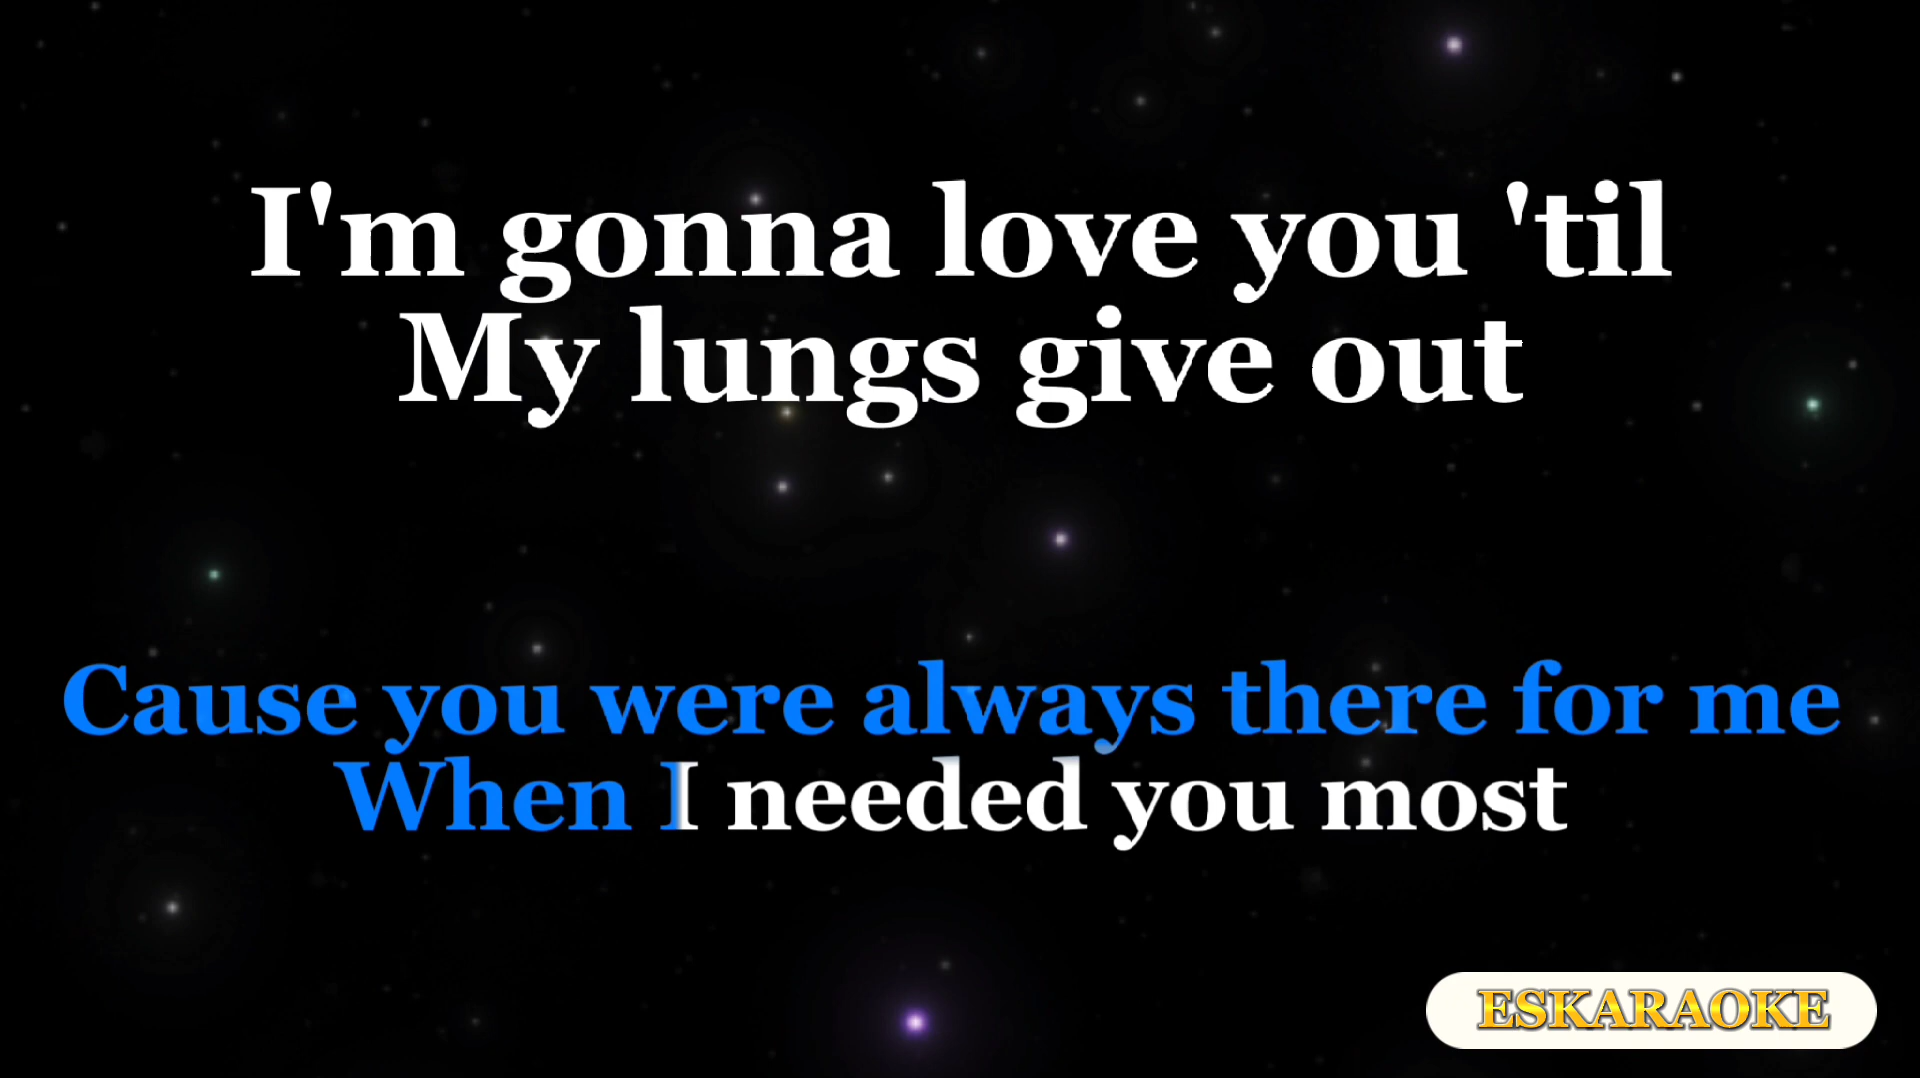 I'm gonna love you 'til
My lungs give out
Cause you were always there for me
When I needed you most
ESKARAOKE